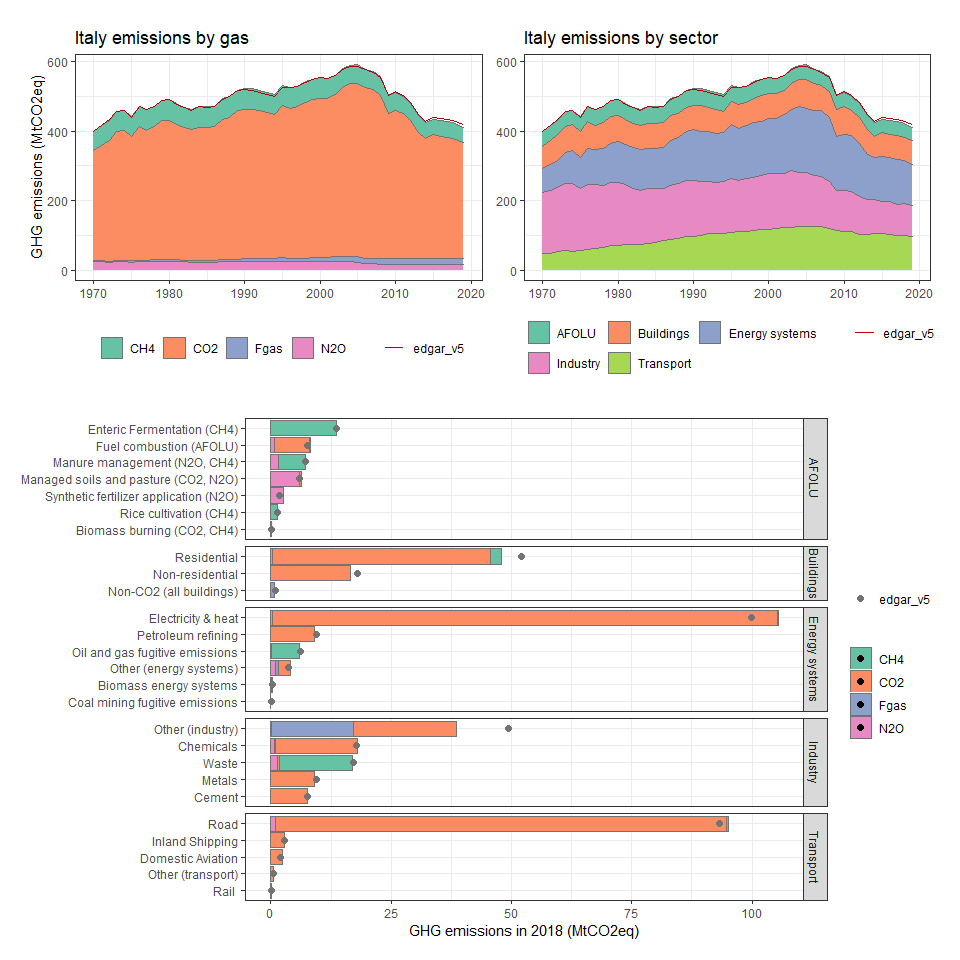 Italy emissions by gas
Italy emissions by sector
GHG emissions (MtCO2eq)
600
400
200
0
1970
1980
1990
2000
2010
2020
600
400
200
0
1970
1980
1990
2000
2010
2020
CH4
CO2
Fgas
N2O
edgar_v5
AFOLU
Buildings
Energy systems
edgar_v5
Industry
Transport
Enteric Fermentation (CH4)
Fuel combustion (AFOLU)
Manure management (N2O, CH4)
Managed soils and pasture (CO2, N2O)
Synthetic fertilizer application (N2O)
Rice cultivation (CH4)
Biomass burning (CO2, CH4)
AFOLU
Residential
Non-residential
Non-CO2 (all buildings)
Buildings
Electricity & heat
Petroleum refining
Oil and gas fugitive emissions
Other (energy systems)
Biomass energy systems
Coal mining fugitive emissions
Energy systems
Other (industry)
Chemicals
Waste
Metals
Cement
Industry
Road
Inland Shipping
Domestic Aviation
Other (transport)
Rail
Transport
0
25
50
75
100
GHG emissions in 2018 (MtCO2eq)
edgar_v5
CH4
CO2
Fgas
N2O